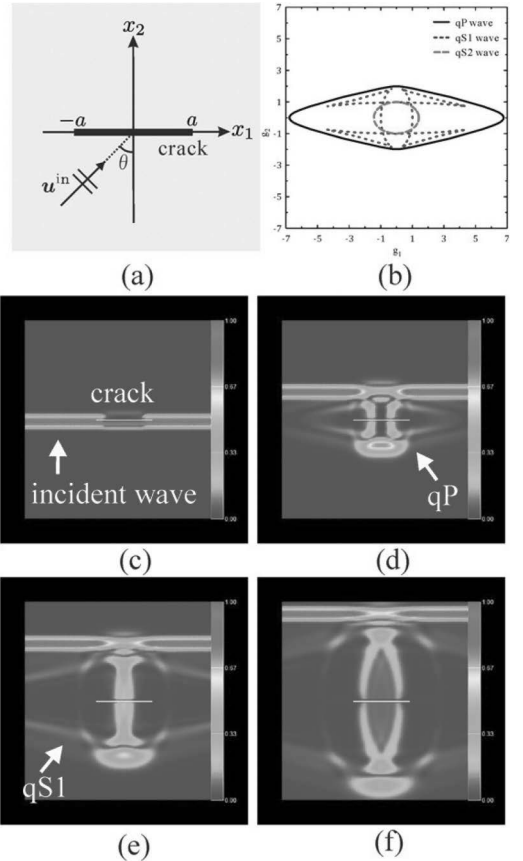 x₂
−a
a
x₁
crack
θ
uⁱⁿ
(a)
7
5
3
1
-1
-3
-5
-7
g₂
qP wave
qS1 wave
qS2 wave
-7 -5 -3 -1 1 3 5 7
g₁
(b)
crack
incident wave
1.00
0.67
0.33
0.00
(c)
qP
1.00
0.67
0.33
0.00
(d)
qS1
1.00
0.67
0.33
0.00
(e)
1.00
0.67
0.33
0.00
(f)